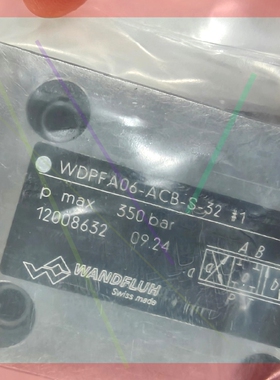 WDPFA06-ACB-S-32 #1
p max 350 bar
12008632 09.24
A B
a b
P
WANDFLUH
Swiss made